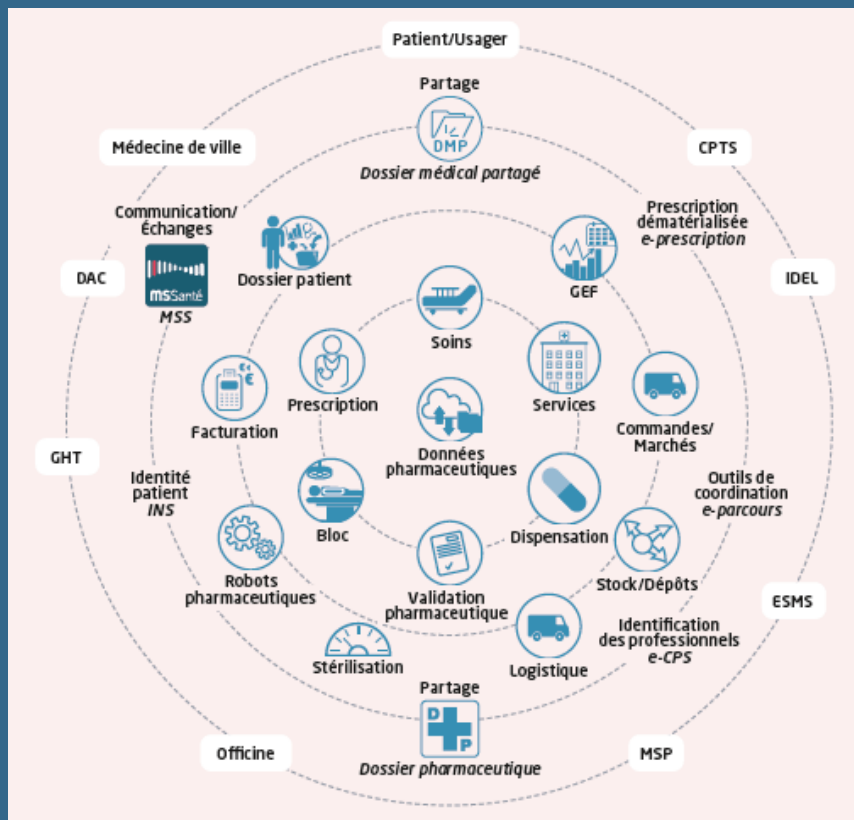 Patient/Usager
Partage
DMP
Dossier médical partagé
Médecine de ville
CPTS
Communication/
Échanges
msSanté
MSS
Prescription
dématérialisée
e-prescription
Dossier patient
GEF
DAC
IDEL
Soins
Prescription
Services
Facturation
Commandes/
Marchés
Données
pharmaceutiques
GHT
Identité
patient
INS
Outils de
coordination
e-parcours
Bloc
Dispensation
Robots
pharmaceutiques
Validation
pharmaceutique
Stock/Dépôts
ESMS
Identification
des professionnels
e-CPS
Stérilisation
Logistique
Partage
D
P
Dossier pharmaceutique
Officine
MSP